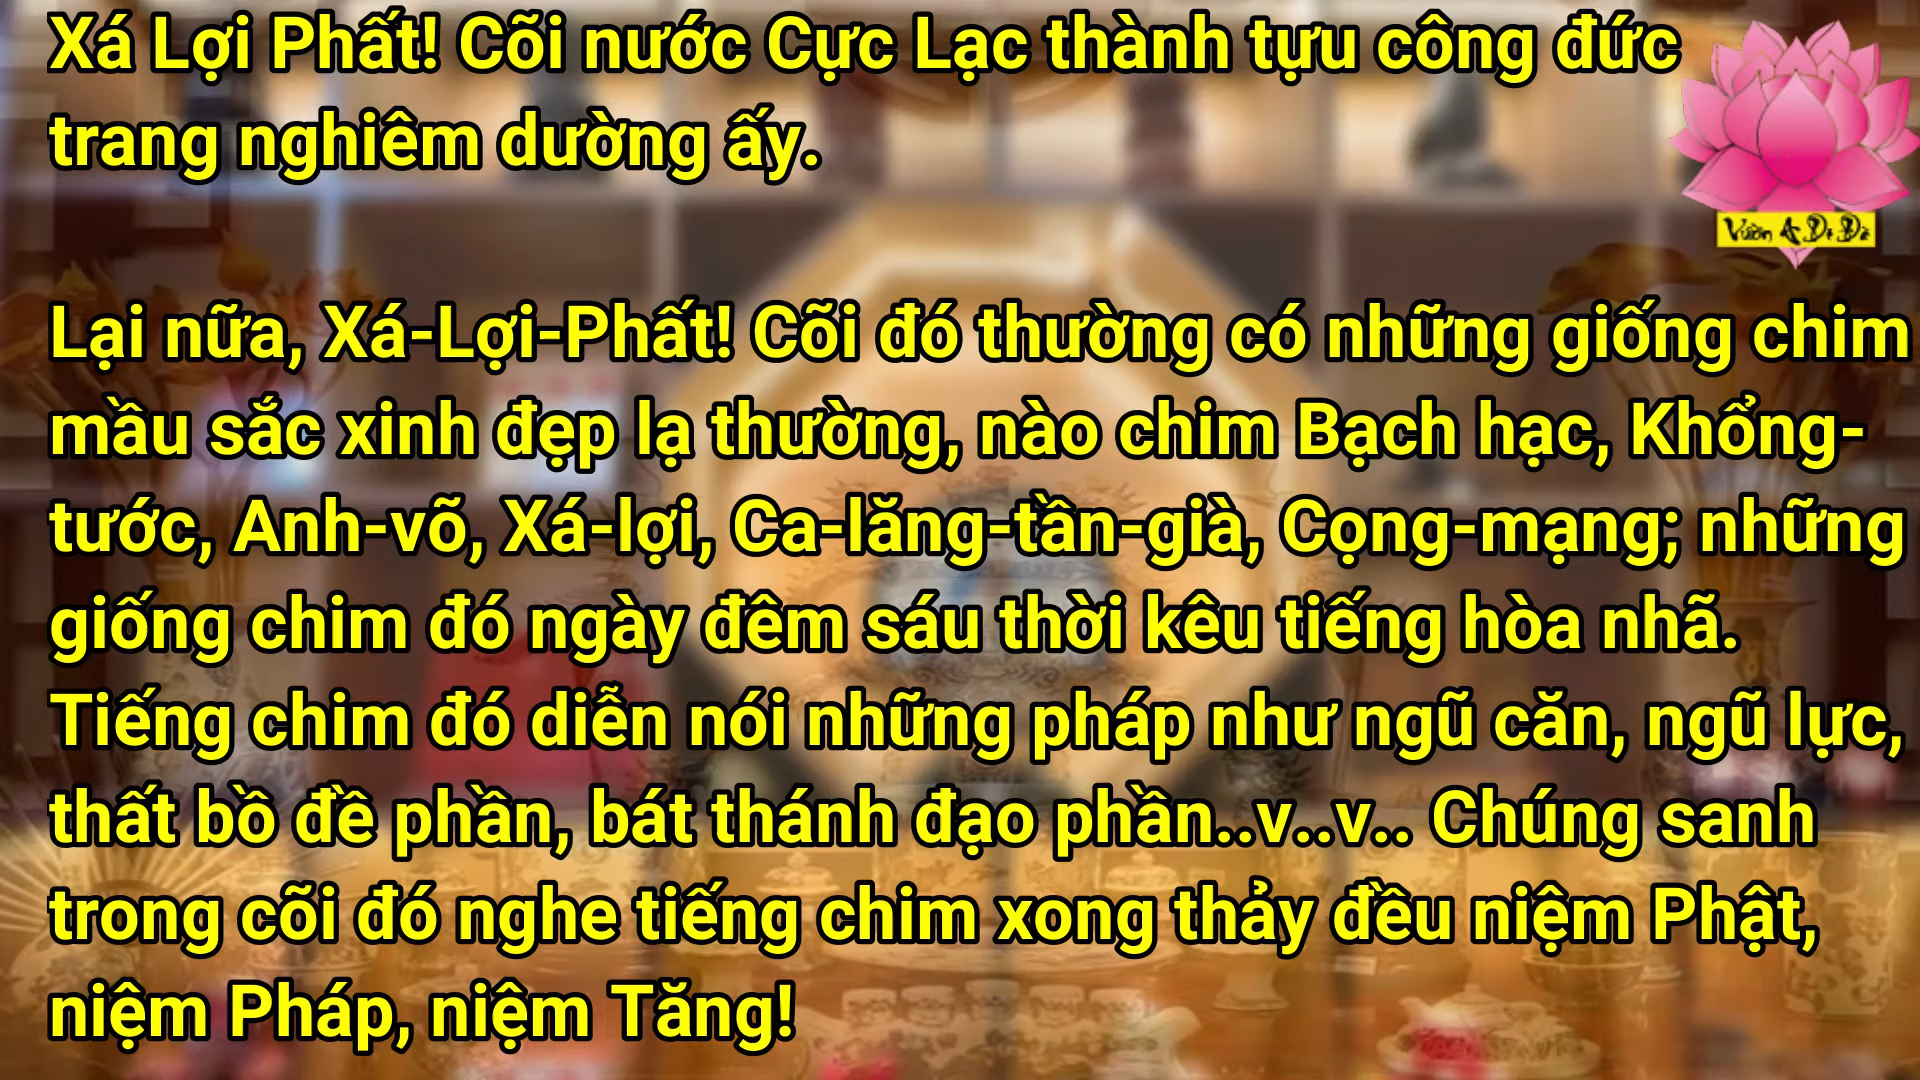 Xá Lợi Phất! Cõi nước Cực Lạc thành tựu công đức
trang nghiêm dường ấy.
Vườn A Di Đà
Lại nữa, Xá-Lợi-Phất! Cõi đó thường có những giống chim
mầu sắc xinh đẹp lạ thường, nào chim Bạch hạc, Khổng-
tước, Anh-võ, Xá-lợi, Ca-lăng-tần-già, Cọng-mạng; những
giống chim đó ngày đêm sáu thời kêu tiếng hòa nhã.
Tiếng chim đó diễn nói những pháp như ngũ căn, ngũ lực,
thất bồ đề phần, bát thánh đạo phần..v..v.. Chúng sanh
trong cõi đó nghe tiếng chim xong thảy đều niệm Phật,
niệm Pháp, niệm Tăng!